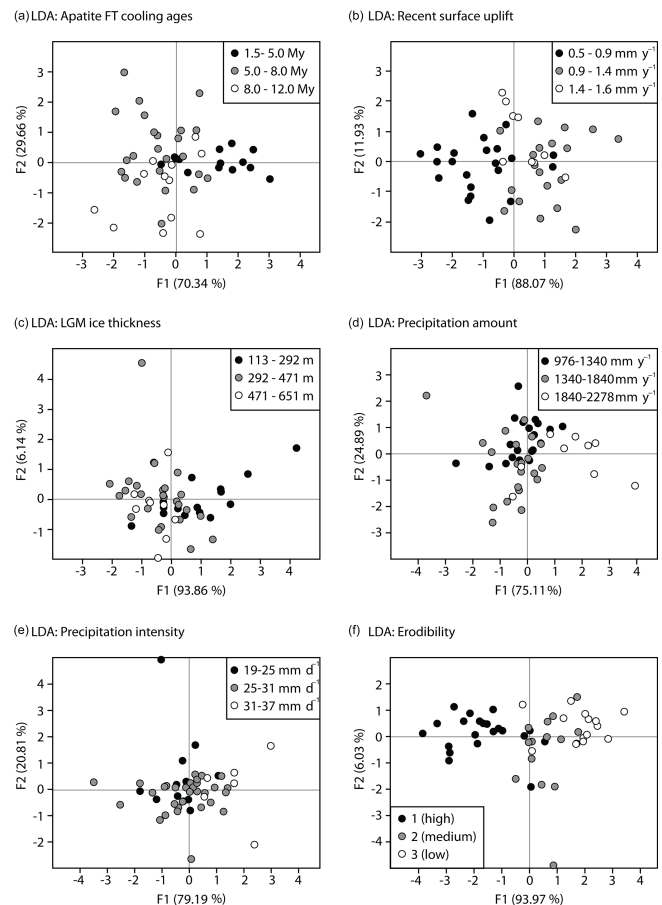 (a) LDA: Apatite FT cooling ages
1.5- 5.0 My
5.0 - 8.0 My
8.0 - 12.0 My
3
2
1
0
-1
-2
F2 (29.66 %)
-3 -2 -1 0 1 2 3 4
F1 (70.34 %)
(b) LDA: Recent surface uplift
0.5 - 0.9 mm y⁻¹
0.9 - 1.4 mm y⁻¹
1.4 - 1.6 mm y⁻¹
3
2
1
0
-1
-2
F2 (11.93 %)
-3 -2 -1 0 1 2 3 4
F1 (88.07 %)
(c) LDA: LGM ice thickness
113 - 292 m
292 - 471 m
471 - 651 m
4
3
2
1
0
-1
F2 (6.14 %)
-3 -2 -1 0 1 2 3 4
F1 (93.86 %)
(d) LDA: Precipitation amount
976-1340 mm y⁻¹
1340-1840mm y⁻¹
1840-2278mm y⁻¹
3
2
1
0
-1
-2
-3
F2 (24.89 %)
-4 -3 -2 -1 0 1 2 3 4
F1 (75.11%)
(e) LDA: Precipitation intensity
19-25 mm d⁻¹
25-31 mm d⁻¹
31-37 mm d⁻¹
4
3
2
1
0
-1
-2
F2 (20.81 %)
-4 -3 -2 -1 0 1 2 3 4
F1 (79.19 %)
(f) LDA: Erodibility
2
1
0
-1
-2
-4
F2 (6.03 %)
1 (high)
2 (medium)
3 (low)
-4 -3 -2 -1 0 1 2 3 4
F1 (93.97%)